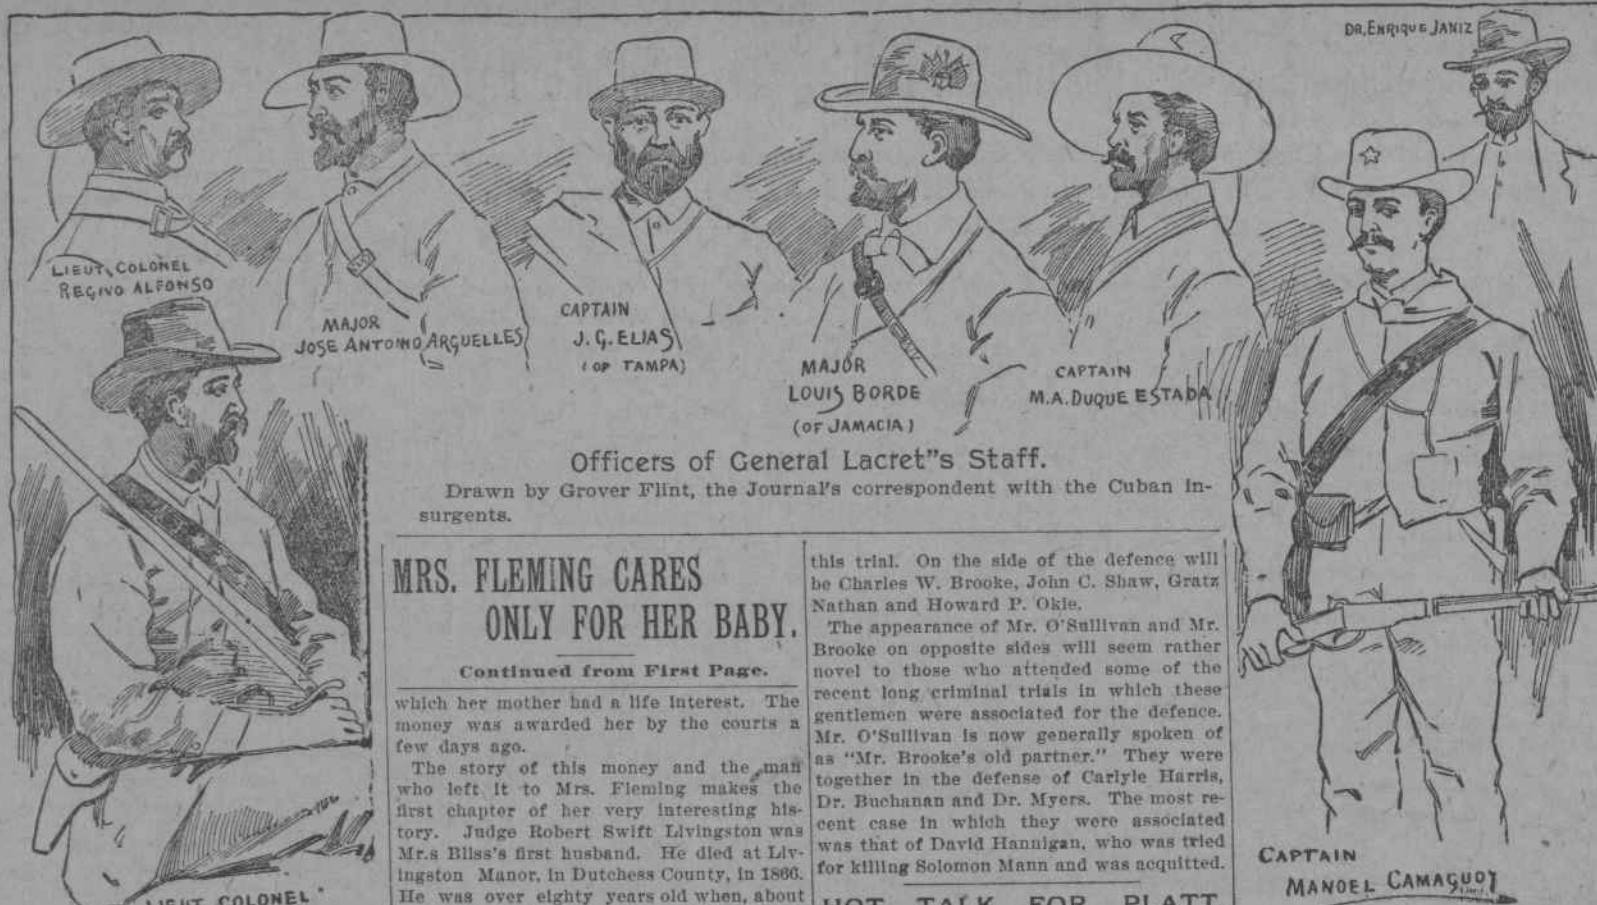 DR. ENRIQUE JANIZ
LIEUT. COLONEL
REGINO ALFONSO
MAJOR
JOSE ANTONIO ARGUELLES
CAPTAIN
J. G. ELIAS
(OF TAMPA)
MAJOR
LOUIS BORDE
(OF JAMACIA)
CAPTAIN
M.A. DUQUE ESTADA
Officers of General Lacret"s Staff.
Drawn by Grover Flint, the Journal's correspondent with the Cuban in-
surgents.
MRS. FLEMING CARES
ONLY FOR HER BABY.
Continued from First Page.
which her mother had a life interest. The
money was awarded her by the courts a
few days ago.
The story of this money and the man
who left it to Mrs. Fleming makes the
first chapter of her very interesting his-
tory. Judge Robert Swift Livingston was
Mr.s Bliss's first husband. He died at Liv-
ingston Manor, in Dutchess County, in 1866.
He was over eighty years old when, about
this trial. On the side of the defence will
be Charles W. Brooke, John C. Shaw, Gratz
Nathan and Howard P. Okie.
The appearance of Mr. O'Sullivan and Mr.
Brooke on opposite sides will seem rather
novel to those who attended some of the
recent long criminal trials in which these
gentlemen were associated for the defence.
Mr. O'Sullivan is now generally spoken of
as "Mr. Brooke's old partner." They were
together in the defense of Carlyle Harris,
Dr. Buchanan and Dr. Myers. The most re-
cent case in which they were associated
was that of David Hannigan, who was tried
for killing Solomon Mann and was acquitted.
HOT TALK FOR PLATT
LIEUT. COLONEL
CAPTAIN
MANOEL CAMAGUOT